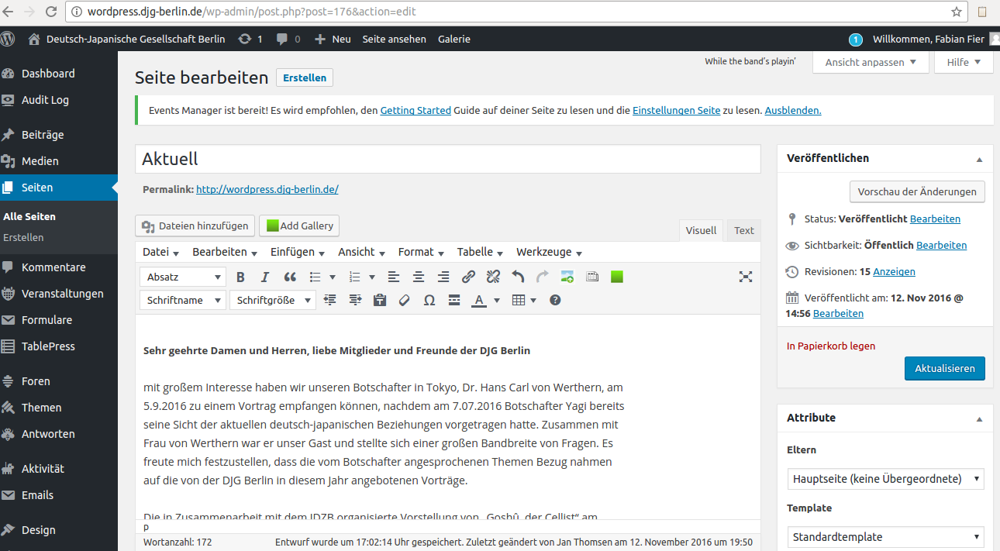 wordpress.djg-berlin.de/wp-admin/post.php?post=176&action=edit
Deutsch-Japanische Gesellschaft Berlin 1 0 Neu Seite ansehen Galerie 1 Willkommen, Fabian Fier
Dashboard
Audit Log
Beiträge
Medien
Seiten
Alle Seiten
Erstellen
Kommentare
Veranstaltungen
Formulare
TablePress
Foren
Themen
Antworten
Aktivität
Emails
Design
While the band's playin'
Ansicht anpassen
Hilfe
Seite bearbeiten Erstellen
Events Manager ist bereit! Es wird empfohlen, den Getting Started Guide auf deiner Seite zu lesen und die Einstellungen Seite zu lesen. Ausblenden.
Aktuell
Permalink: http://wordpress.djg-berlin.de/
Dateien hinzufügen Add Gallery
Visuell Text
Datei Bearbeiten Einfügen Ansicht Format Tabelle Werkzeuge
Absatz B I
Schriftname Schriftgröße Ω A ?
Sehr geehrte Damen und Herren, liebe Mitglieder und Freunde der DJG Berlin
mit großem Interesse haben wir unseren Botschafter in Tokyo, Dr. Hans Carl von Werthern, am
5.9.2016 zu einem Vortrag empfangen können, nachdem am 7.07.2016 Botschafter Yagi bereits
seine Sicht der aktuellen deutsch-japanischen Beziehungen vorgetragen hatte. Zusammen mit
Frau von Werthern war er unser Gast und stellte sich einer großen Bandbreite von Fragen. Es
freute mich festzustellen, dass die vom Botschafter angesprochenen Themen Bezug nahmen
auf die von der DJG Berlin in diesem Jahr angebotenen Vorträge.
Die in Zusammenarbeit mit dem JDZB organisierte Vorstellung von „Goshû, der Cellist“ am
p
Wortanzahl: 172 Entwurf wurde um 17:02:14 Uhr gespeichert. Zuletzt geändert von Jan Thomsen am 12. November 2016 um 19:50
Veröffentlichen
Vorschau der Änderungen
Status: Veröffentlicht Bearbeiten
Sichtbarkeit: Öffentlich Bearbeiten
Revisionen: 15 Anzeigen
Veröffentlicht am: 12. Nov 2016 @
14:56 Bearbeiten
In Papierkorb legen
Aktualisieren
Attribute
Eltern
Hauptseite (keine Übergeordnete)
Template
Standardtemplate